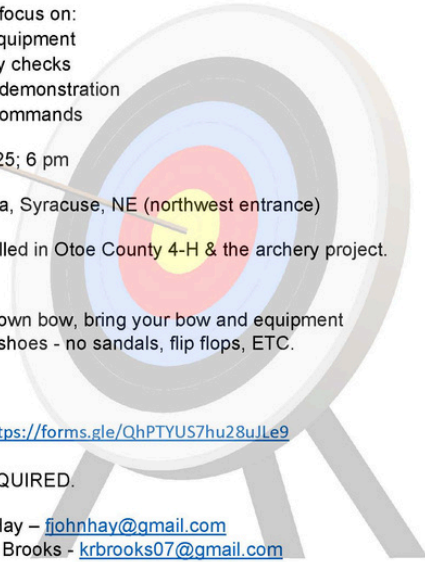 focus on:
quipment
y checks
demonstration
ommands
25; 6 pm
a, Syracuse, NE (northwest entrance)
lled in Otoe County 4-H & the archery project.
own bow, bring your bow and equipment
shoes - no sandals, flip flops, ETC.
tps://forms.gle/QhPTYUS7hu28uJLe9
QUIRED.
Hay – fjohnhay@gmail.com
Brooks - krbrooks07@gmail.com